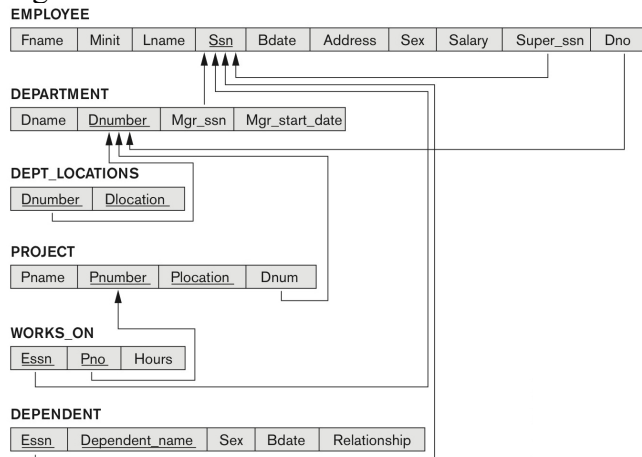 EMPLOYEE
Fname Minit Lname Ssn Bdate Address Sex Salary Super_ssn Dno
DEPARTMENT
Dname Dnumber Mgr_ssn Mgr_start_date
DEPT_LOCATIONS
Dnumber Dlocation
PROJECT
Pname Pnumber Plocation Dnum
WORKS_ON
Essn Pno Hours
DEPENDENT
Essn Dependent_name Sex Bdate Relationship